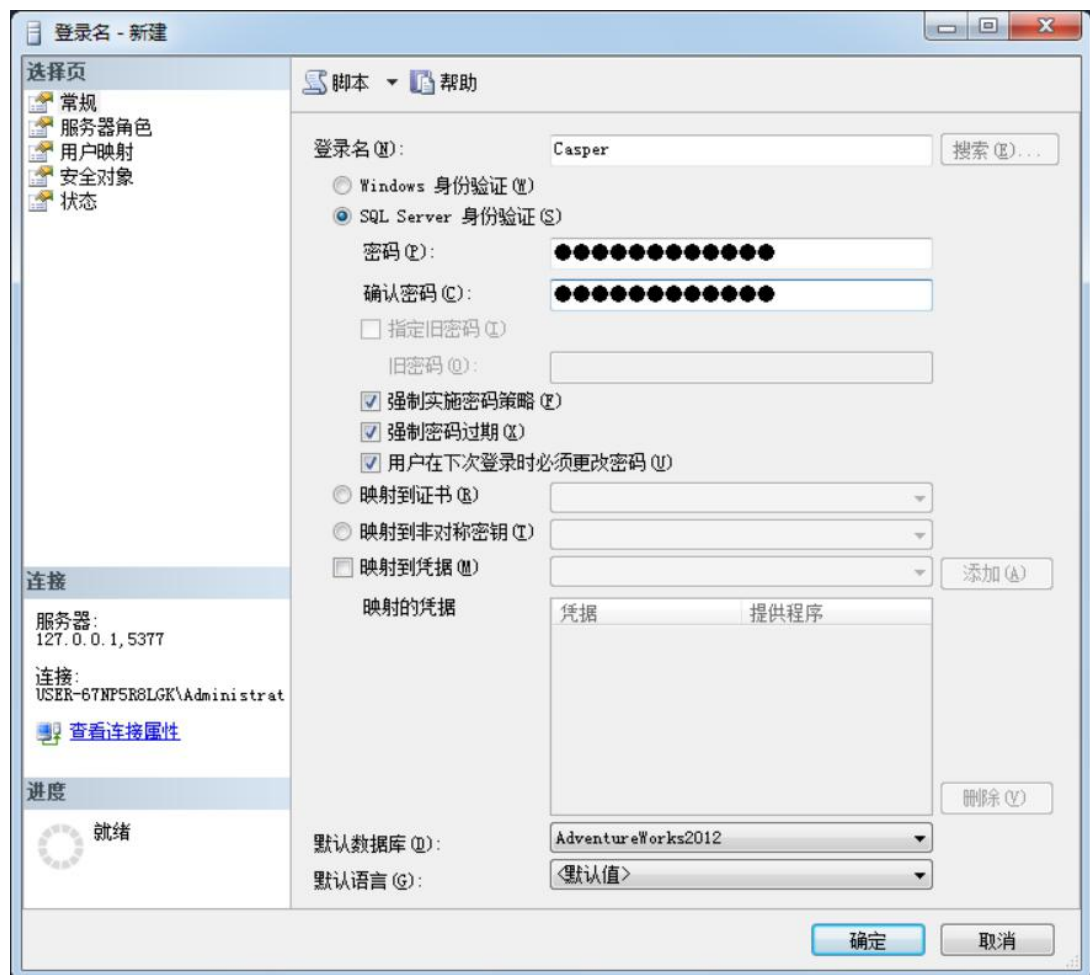 登录名 - 新建
选择页
常规
服务器角色
用户映射
安全对象
状态
脚本
帮助
登录名(N):
Casper
搜索(E)...
Windows 身份验证(W)
SQL Server 身份验证(S)
密码(P):
●●●●●●●●●●●●
确认密码(C):
●●●●●●●●●●●●
指定旧密码(I)
旧密码(O):
强制实施密码策略(F)
强制密码过期(X)
用户在下次登录时必须更改密码(U)
映射到证书(R)
映射到非对称密钥(T)
映射到凭据(M)
添加(A)
映射的凭据
凭据
提供程序
删除(V)
默认数据库(D):
AdventureWorks2012
默认语言(G):
<默认值>
连接
服务器:
127.0.0.1,5377
连接:
USER-67NP5R8LGK\Administrat
查看连接属性
进度
就绪
确定
取消